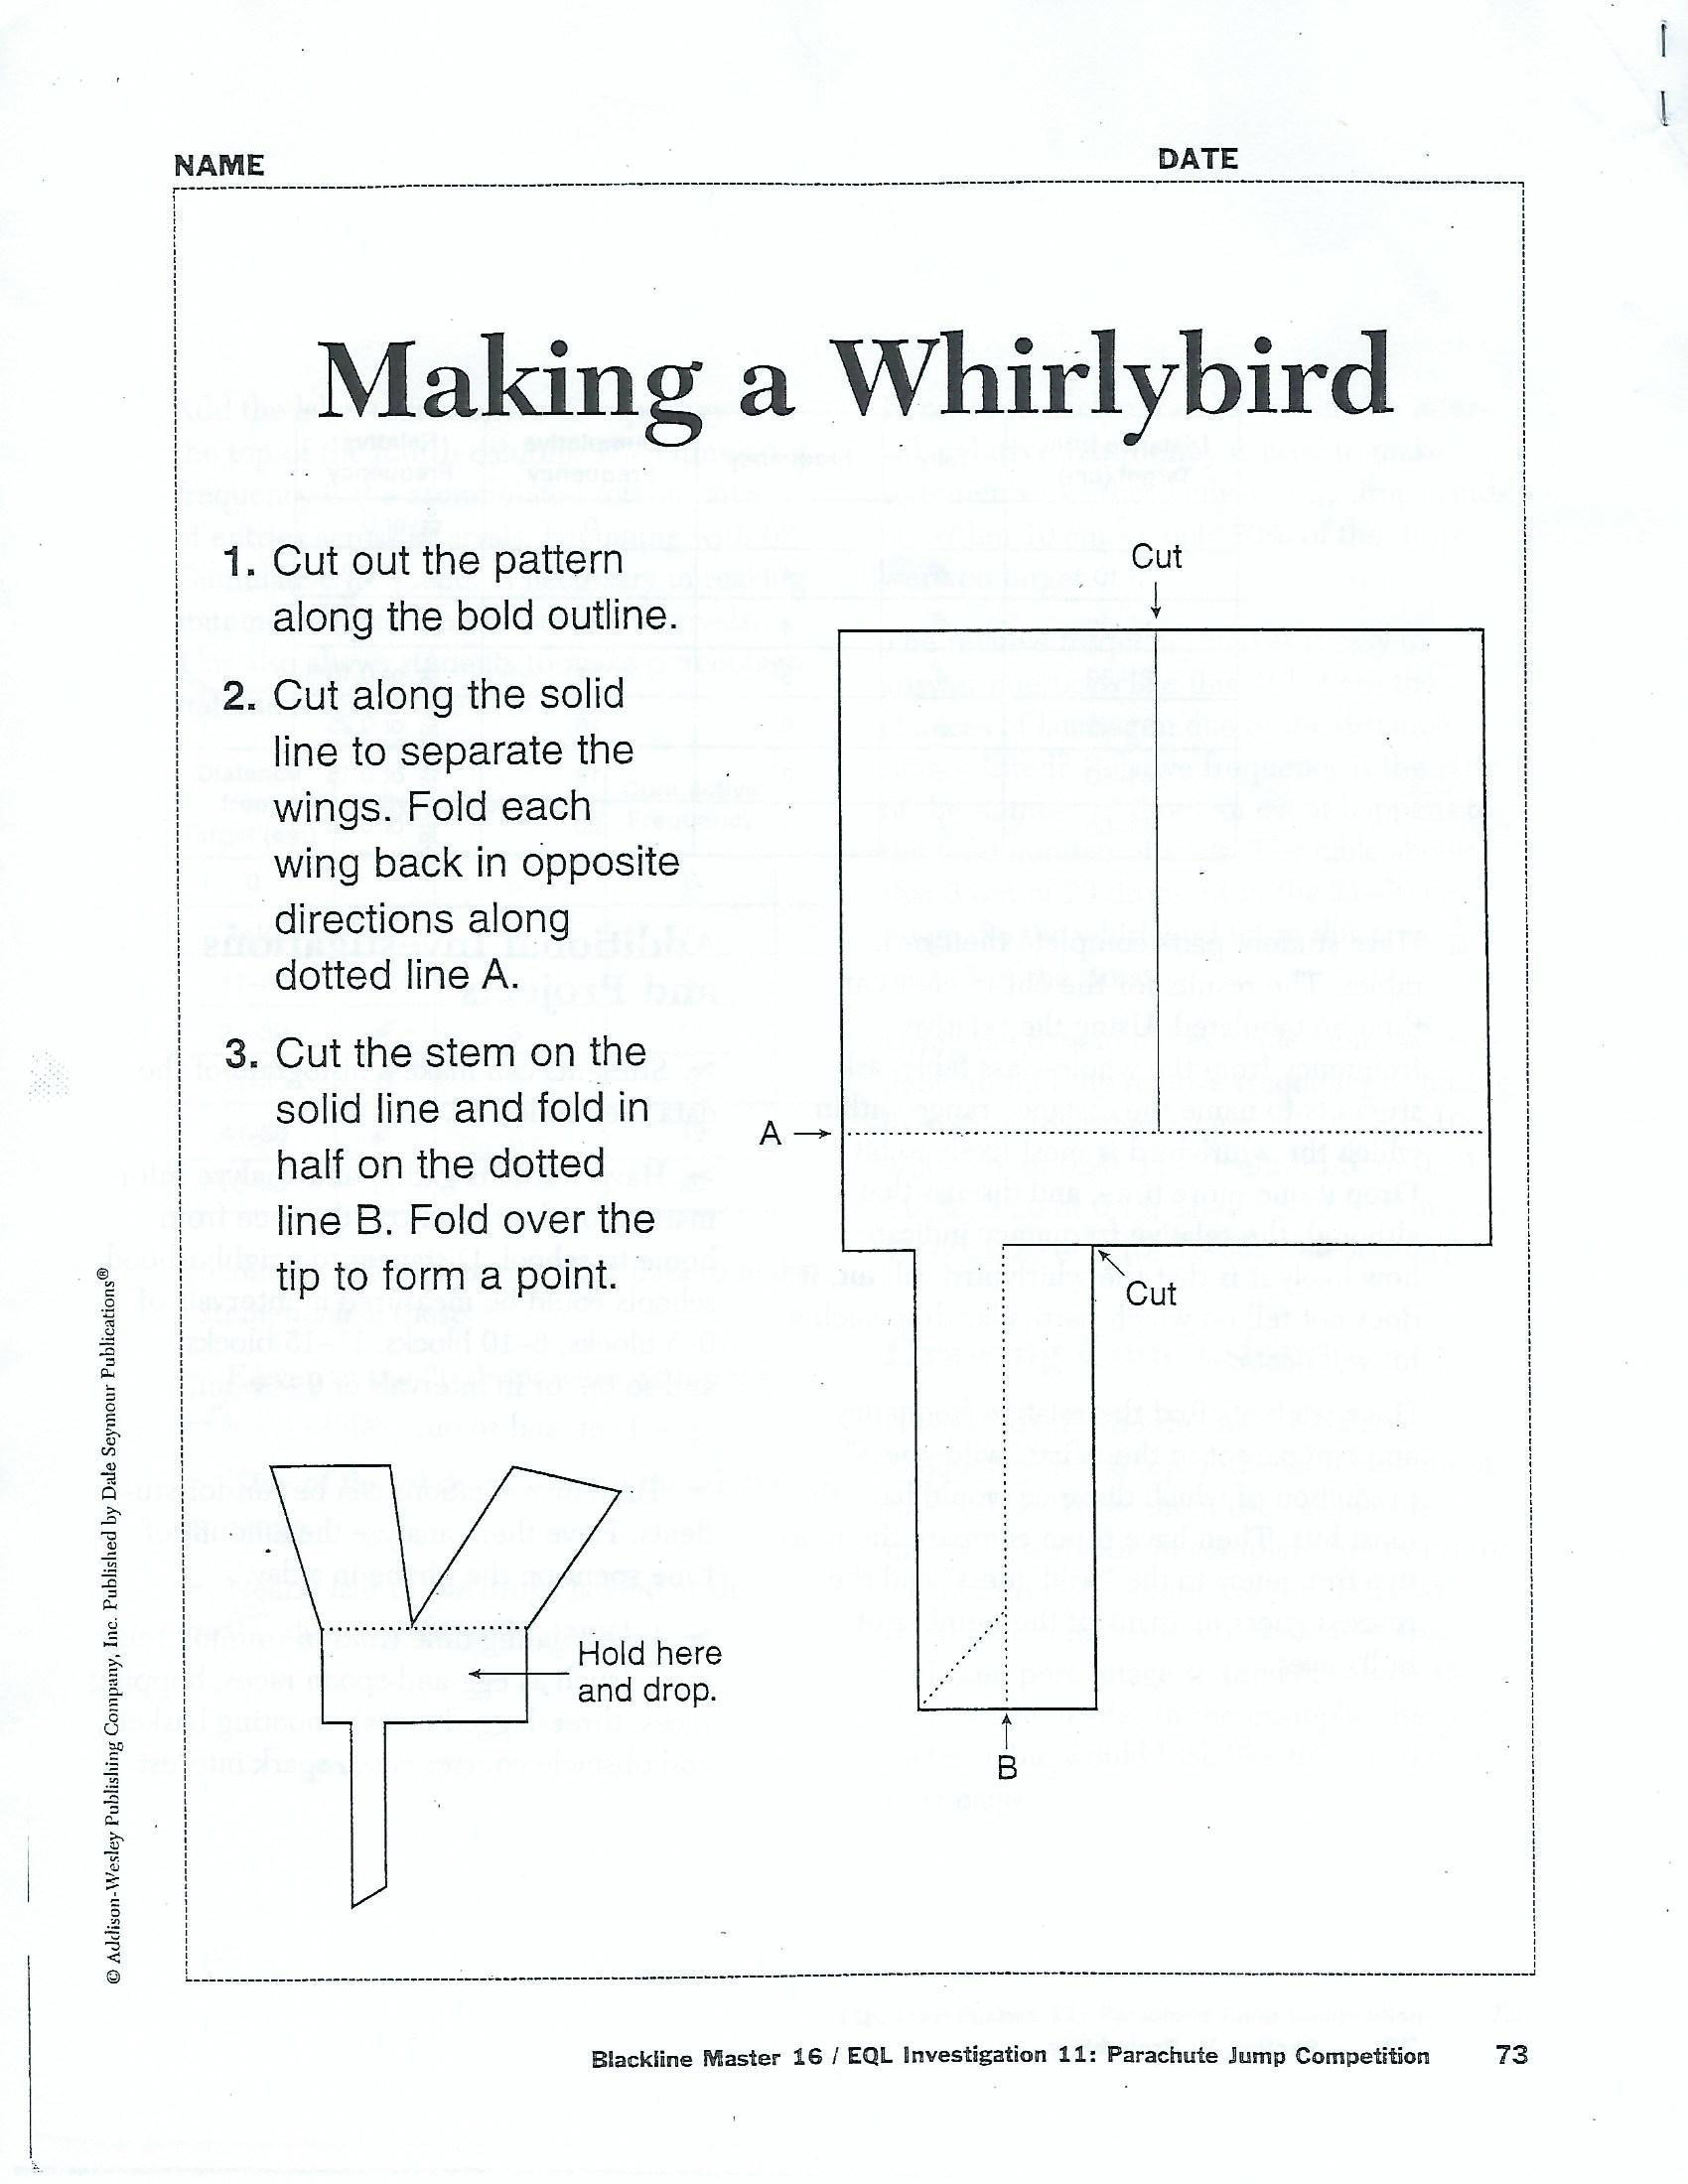 NAME
DATE
Making a Whirlybird
1. Cut out the pattern
along the bold outline.
2. Cut along the solid
line to separate the
wings. Fold each
wing back in opposite
directions along
dotted line A.
3. Cut the stem on the
solid line and fold in
half on the dotted
line B. Fold over the
tip to form a point.
Cut
A
Cut
B
Hold here
and drop.
© Addison-Wesley Publishing Company, Inc. Published by Dale Seymour Publications®
Blackline Master 16 / EQL Investigation 11: Parachute Jump Competition 73